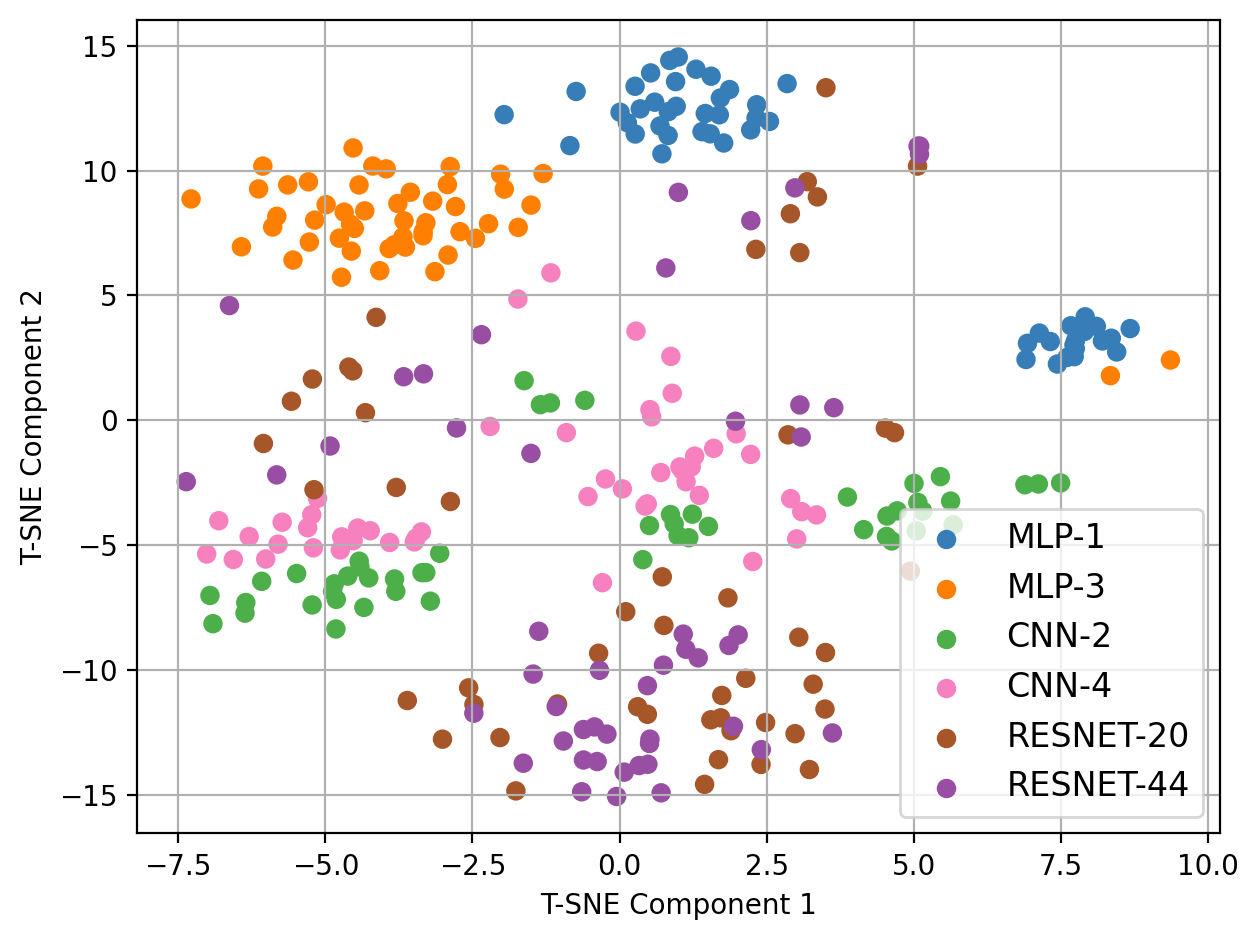 15
10
5
0
−5
−10
−15
T-SNE Component 2
MLP-1
MLP-3
CNN-2
CNN-4
RESNET-20
RESNET-44
−7.5 −5.0 −2.5 0.0 2.5 5.0 7.5 10.0
T-SNE Component 1